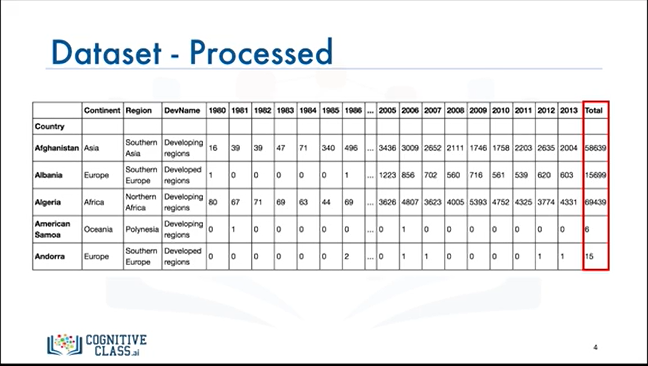 Dataset - Processed
Continent Region DevName 1980 1981 1982 1983 1984 1985 1986 ... 2005 2006 2007 2008 2009 2010 2011 2012 2013 Total
Country
Afghanistan Asia Southern Asia Developing regions 16 39 39 47 71 340 496 ... 3436 3009 2652 2111 1746 1758 2203 2635 2004 58639
Albania Europe Southern Europe Developed regions 1 0 0 0 0 0 1 ... 1223 856 702 560 716 561 539 620 603 15699
Algeria Africa Northern Africa Developing regions 80 67 71 69 63 44 69 ... 3626 4807 3623 4005 5393 4752 4325 3774 4331 69439
American Samoa Oceania Polynesia Developing regions 0 1 0 0 0 0 0 ... 0 1 0 0 0 0 0 0 0 6
Andorra Europe Southern Europe Developed regions 0 0 0 0 0 0 2 ... 0 1 1 0 0 0 0 1 1 15
COGNITIVE
CLASS.ai
4